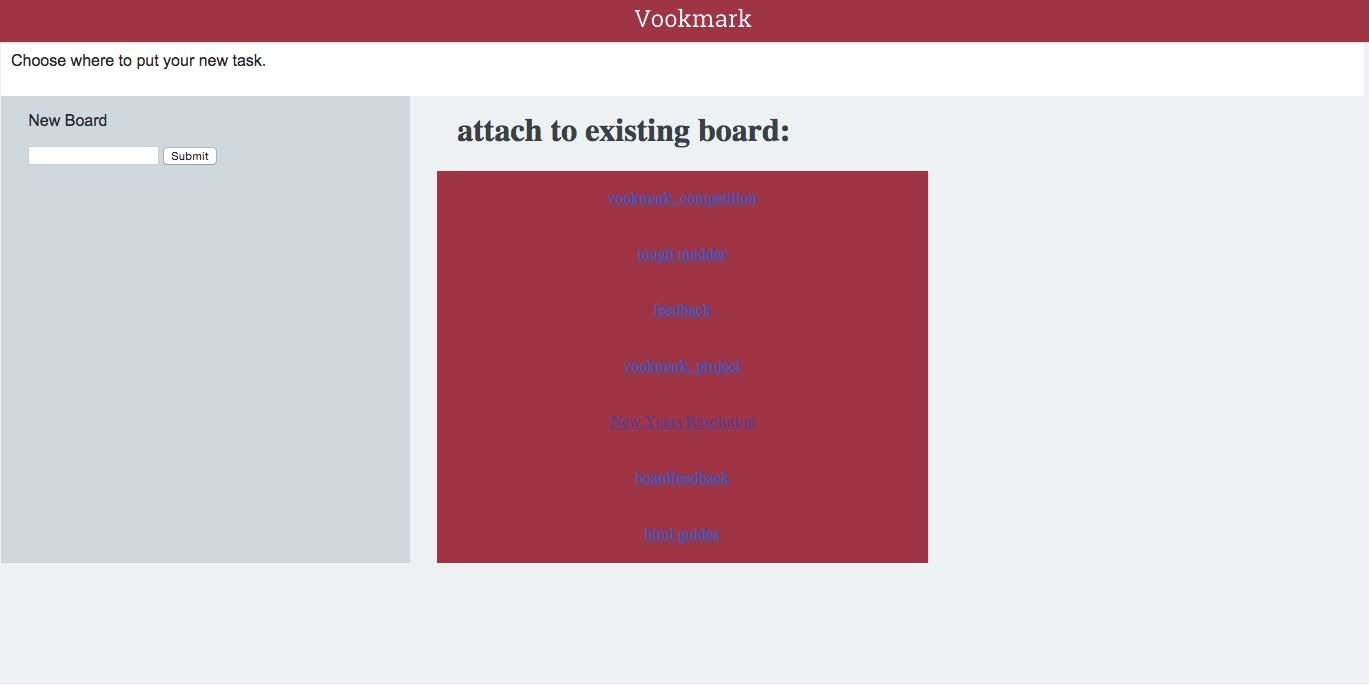 Vookmark
Choose where to put your new task.
New Board
Submit
attach to existing board:
vookmark_competition
tough mudder
feedback
vookmark_project
New Years Resolution
boardfeedback
html guides